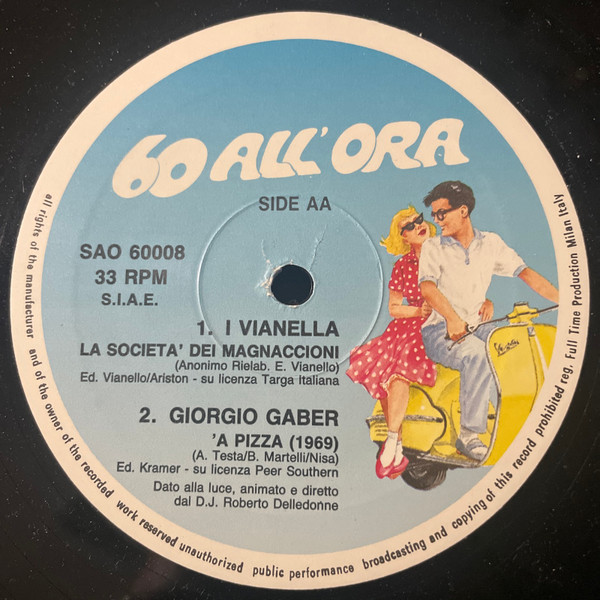 60 ALL'ORA
SIDE AA
SAO 60008
33 RPM
S.I.A.E.
1. I VIANELLA
LA SOCIETA' DEI MAGNACCIONI
(Anonimo Rielab. E. Vianello)
Ed. Vianello/Ariston - su licenza Targa Italiana
2. GIORGIO GABER
'A PIZZA (1969)
(A. Testa/B. Martelli/Nisa)
Ed. Kramer - su licenza Peer Southern
Dato alla luce, animato e diretto
dal D.J. Roberto Delledonne
Vespa
all rights of the manufacturer and of the owner of the recorded work reserved unauthorized public performance broadcasting and copying of this record prohibited reg. Full Time Production Milan Italy